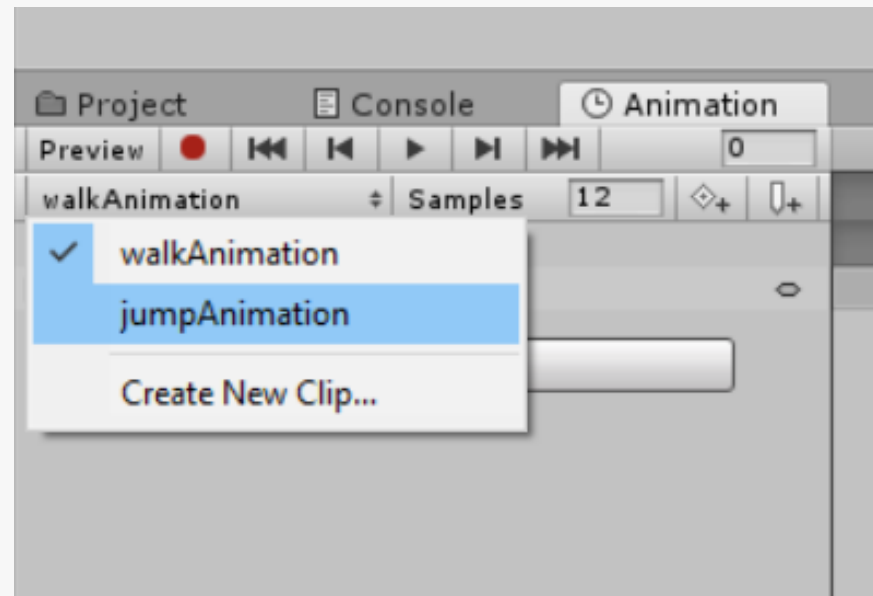 Project Console Animation
Preview 0
walkAnimation Samples 12
walkAnimation
jumpAnimation
Create New Clip...